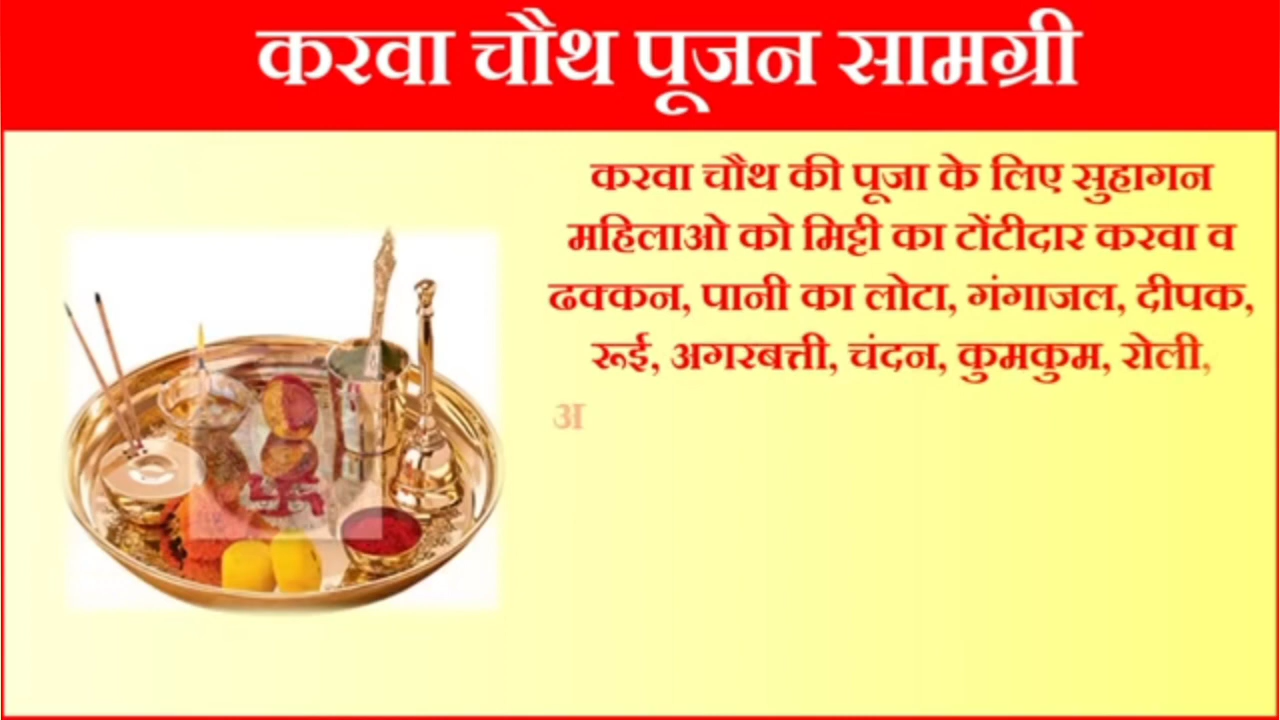 करवा चौथ पूजन सामग्री
करवा चौथ की पूजा के लिए सुहागन
महिलाओ को मिट्टी का टोंटीदार करवा व
ढक्कन, पानी का लोटा, गंगाजल, दीपक,
रूई, अगरबत्ती, चंदन, कुमकुम, रोली,
अ